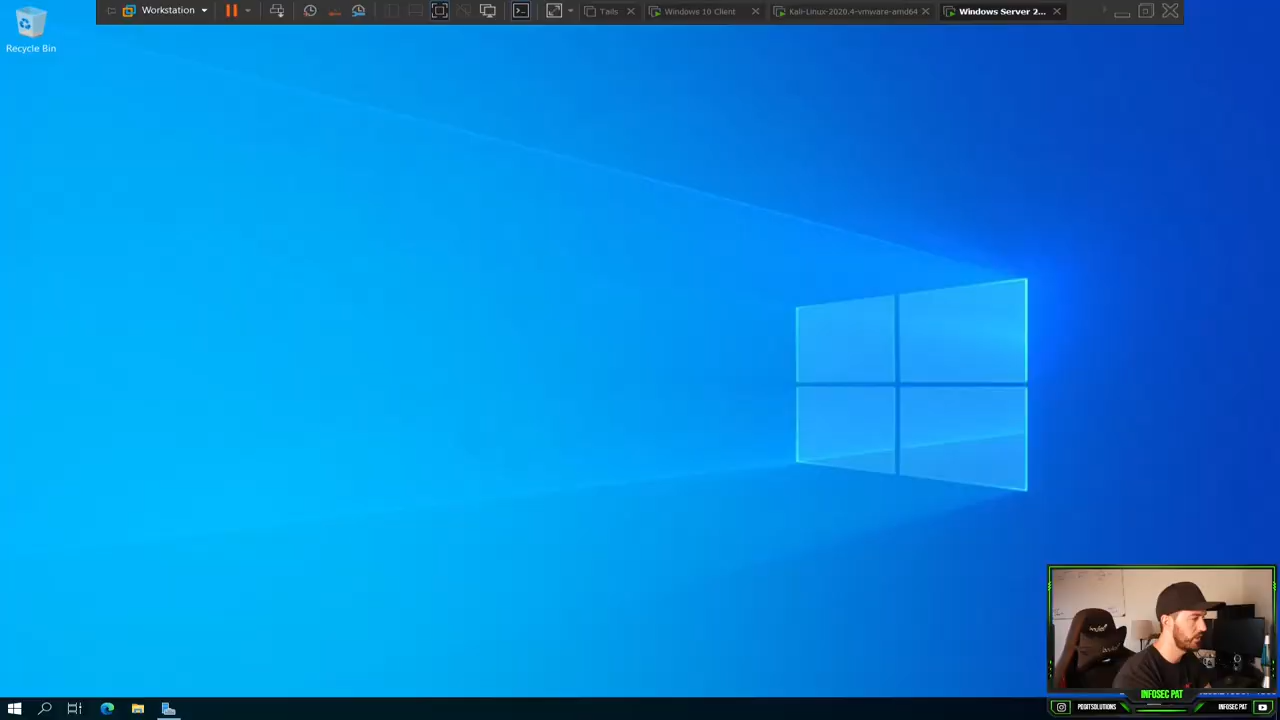 Workstation
Tails
Windows 10 Client
Kali-Linux-2020.4-vmware-amd64
Windows Server 2...
Recycle Bin
INFOSEC PAT
PGOITSOLUTIONS
INFOSEC PAT